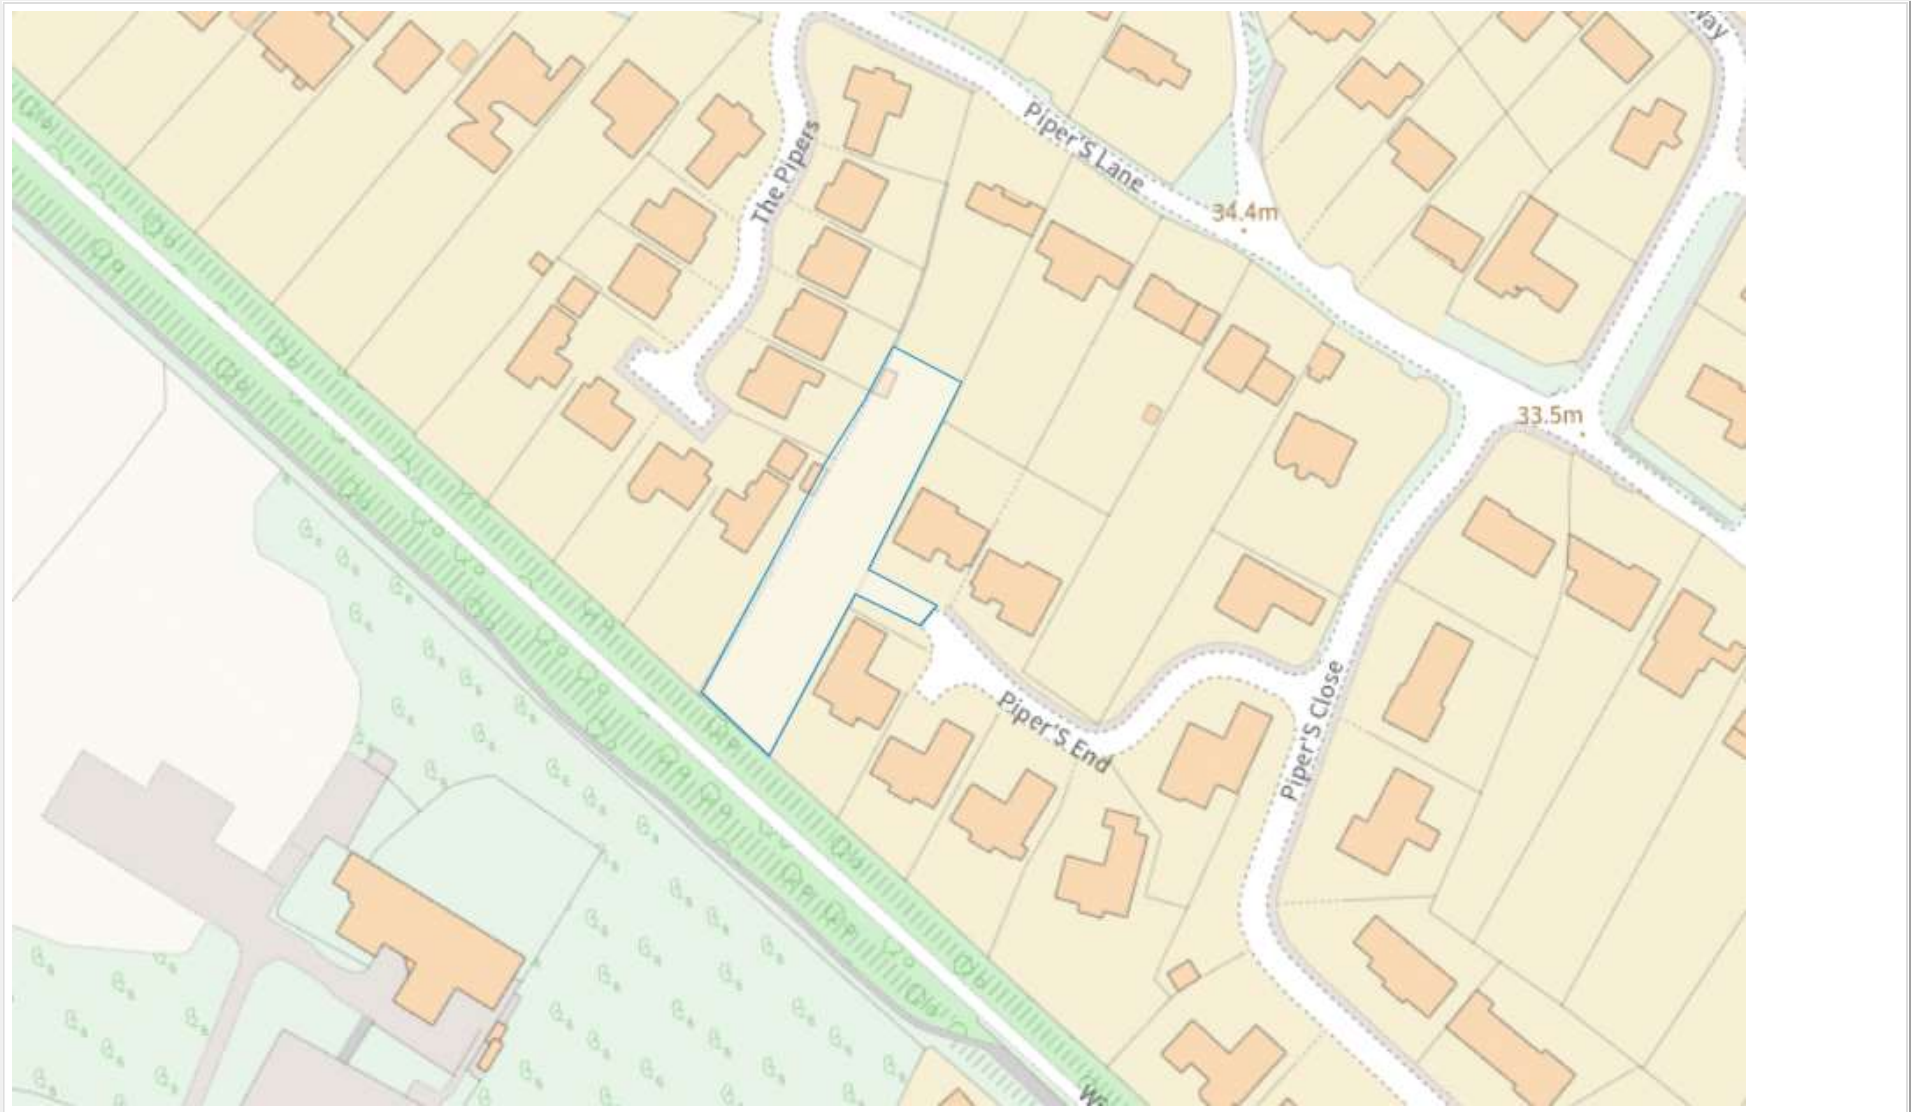 The Pipers
Piper'S Lane
34.4m
33.5m
Piper'S End
Piper'S Close